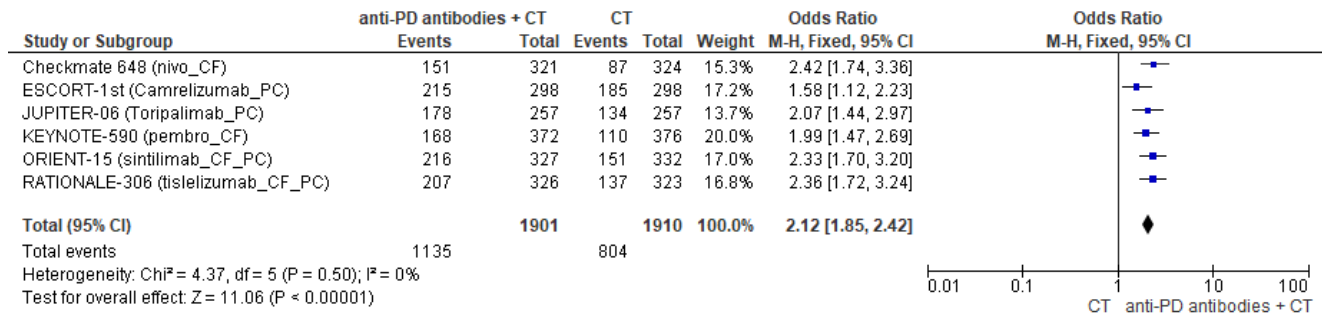 anti-PD antibodies + CT CT Odds Ratio Odds Ratio
Study or Subgroup Events Total Events Total Weight M-H, Fixed, 95% CI M-H, Fixed, 95% CI
Checkmate 648 (nivo_CF) 151 321 87 324 15.3% 2.42 [1.74, 3.36]
ESCORT-1st (Camrelizumab_PC) 215 298 185 298 17.2% 1.58 [1.12, 2.23]
JUPITER-06 (Toripalimab_PC) 178 257 134 257 13.7% 2.07 [1.44, 2.97]
KEYNOTE-590 (pembro_CF) 168 372 110 376 20.0% 1.99 [1.47, 2.69]
ORIENT-15 (sintilimab_CF_PC) 216 327 151 332 17.0% 2.33 [1.70, 3.20]
RATIONALE-306 (tislelizumab_CF_PC) 207 326 137 323 16.8% 2.36 [1.72, 3.24]
Total (95% CI) 1901 1910 100.0% 2.12 [1.85, 2.42]
Total events 1135 804
Heterogeneity: Chi² = 4.37, df = 5 (P = 0.50); I² = 0%
Test for overall effect: Z = 11.06 (P < 0.00001)
0.01 0.1 1 10 100
CT anti-PD antibodies + CT